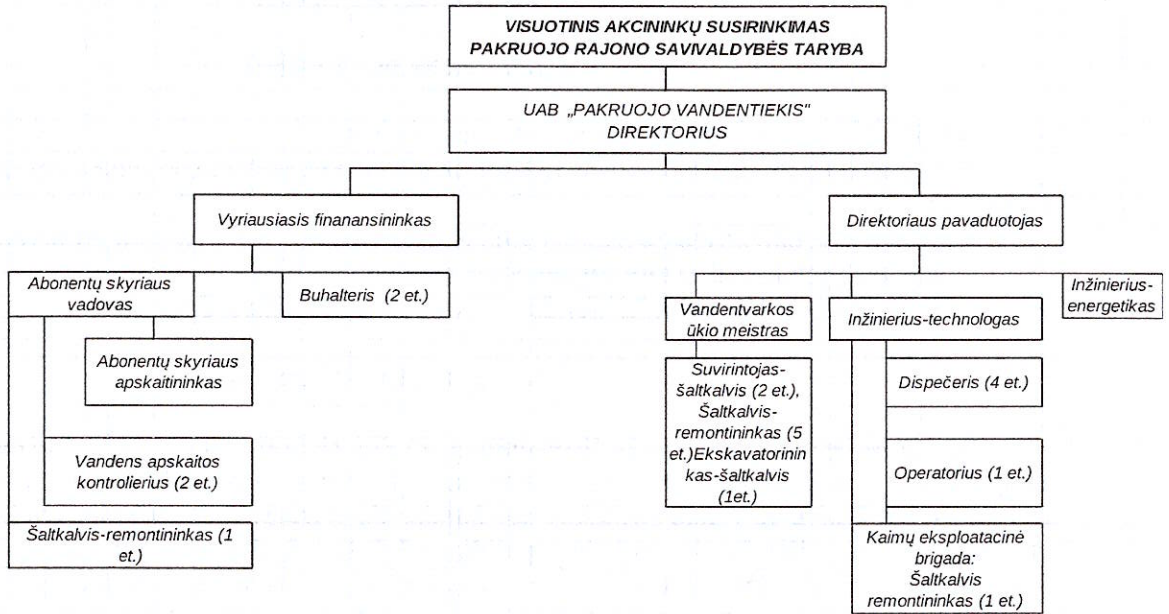 VISUOTINIS AKCININKŲ SUSIRINKIMAS
PAKRUOJO RAJONO SAVIVALDYBĖS TARYBA
UAB „PAKRUOJO VANDENTIEKIS"
DIREKTORIUS
Vyriausiasis finanansininkas
Direktoriaus pavaduotojas
Abonentų skyriaus
vadovas
Buhalteris (2 et.)
Abonentų skyriaus
apskaitininkas
Vandens apskaitos
kontrolierius (2 et.)
Šaltkalvis-remontininkas (1
et.)
Vandentvarkos
ūkio meistras
Suvirintojas-
šaltkalvis (2 et.),
Šaltkalvis-
remontininkas (5
et.)Ekskavatorinin
kas-šaltkalvis
(1et.)
Inžinierius-technologas
Inžinierius-
energetikas
Dispečeris (4 et.)
Operatorius (1 et.)
Kaimų eksploatacinė
brigada:
Šaltkalvis
remontininkas (1 et.)